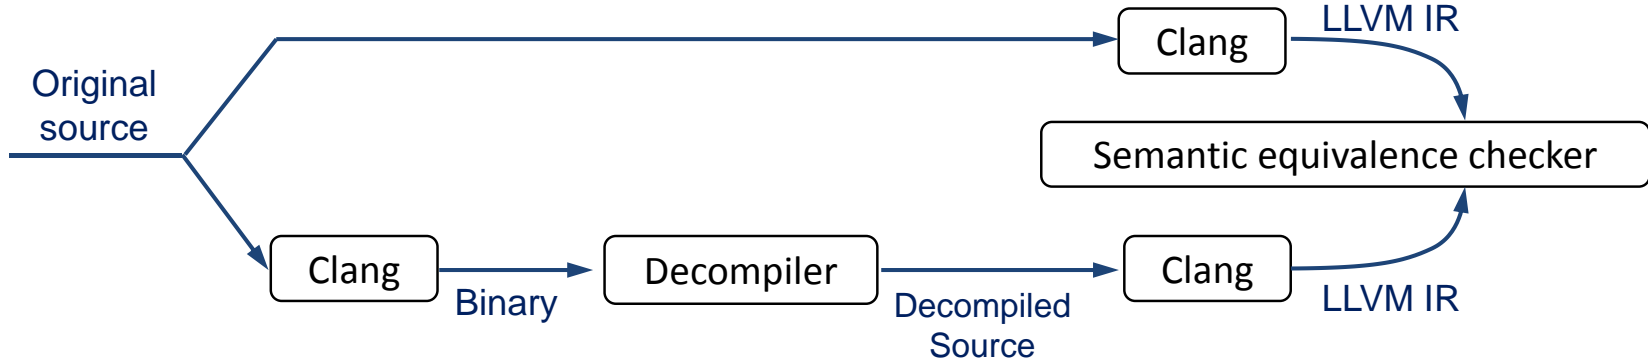 LLVM IR
Clang
Original
source
Semantic equivalence checker
Clang
Binary
Decompiler
Decompiled
Source
Clang
LLVM IR